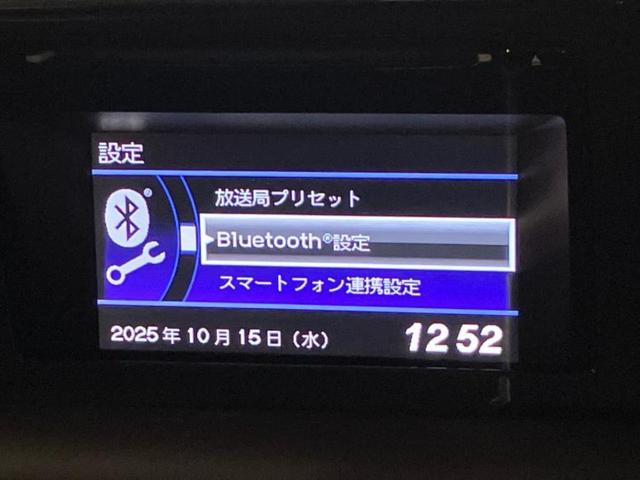 設定
放送局プリセット
Bluetooth®設定
スマートフォン連携設定
2025年10月15日（水）
12:52